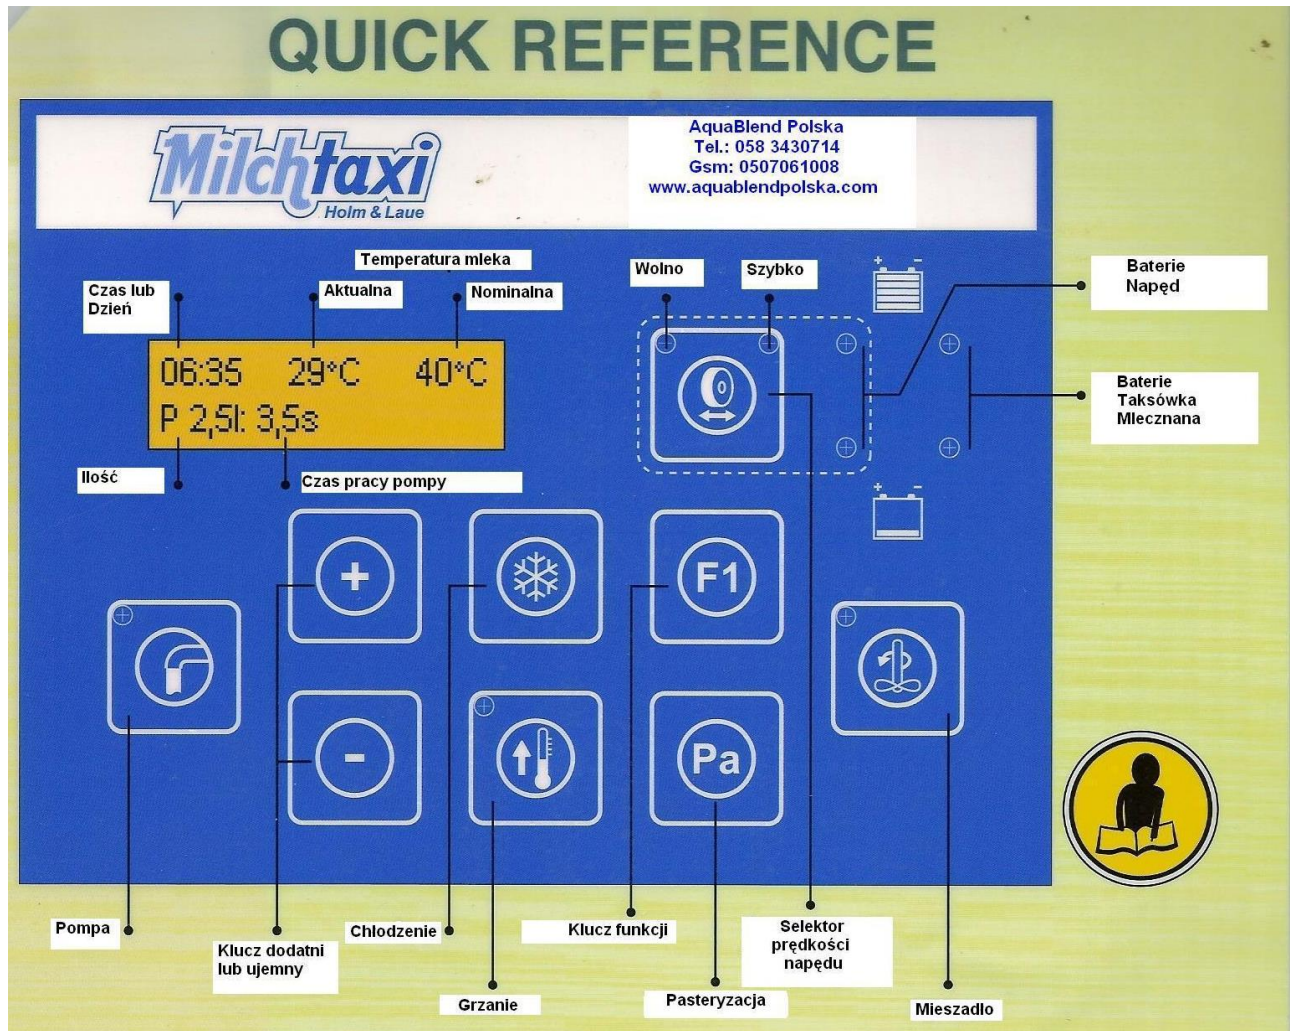 QUICK REFERENCE
Milchtaxi
Holm & Laue
AquaBlend Polska
Tel.: 058 3430714
Gsm: 0507061008
www.aquablendpolska.com
Temperatura mleka
Czas lub
Dzień
Aktualna
Nominalna
Wolno
Szybko
+ -
Baterie
Napęd
06:35 29°C 40°C
P 2,5l: 3,5s
Baterie
Taksówka
Mlecznana
Ilość
Czas pracy pompy
+ -
+
F1
-
Pa
Pompa
Klucz dodatni
lub ujemny
Chłodzenie
Grzanie
Klucz funkcji
Pasteryzacja
Selektor
prędkości
napędu
Mieszadło